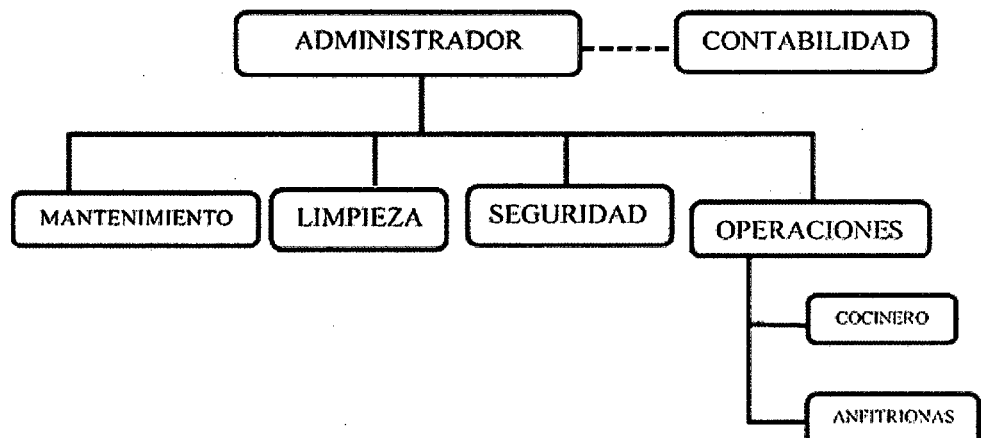 ADMINISTRADOR
CONTABILIDAD
MANTENIMIENTO
LIMPIEZA
SEGURIDAD
OPERACIONES
COCINERO
ANFITRIONAS